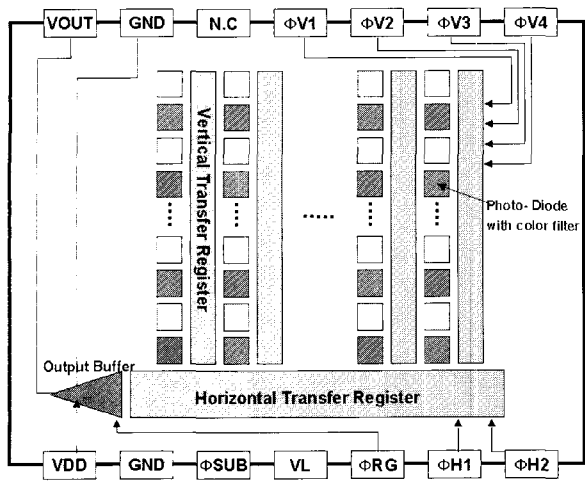 VOUT GND N.C ΦV1 ΦV2 ΦV3 ΦV4
Vertical Transfer Register
Photo- Diode
with color filter
Output Buffer
Horizontal Transfer Register
VDD GND ΦSUB VL ΦRG ΦH1 ΦH2